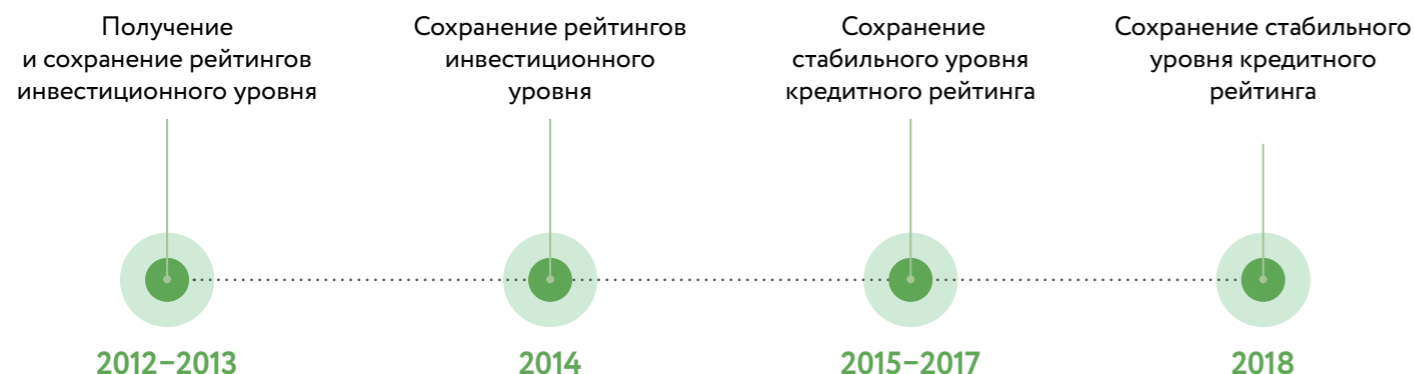 Получение
и сохранение рейтингов
инвестиционного уровня
Сохранение рейтингов
инвестиционного
уровня
Сохранение
стабильного уровня
кредитного рейтинга
Сохранение стабильного
уровня кредитного
рейтинга
2012–2013
2014
2015–2017
2018